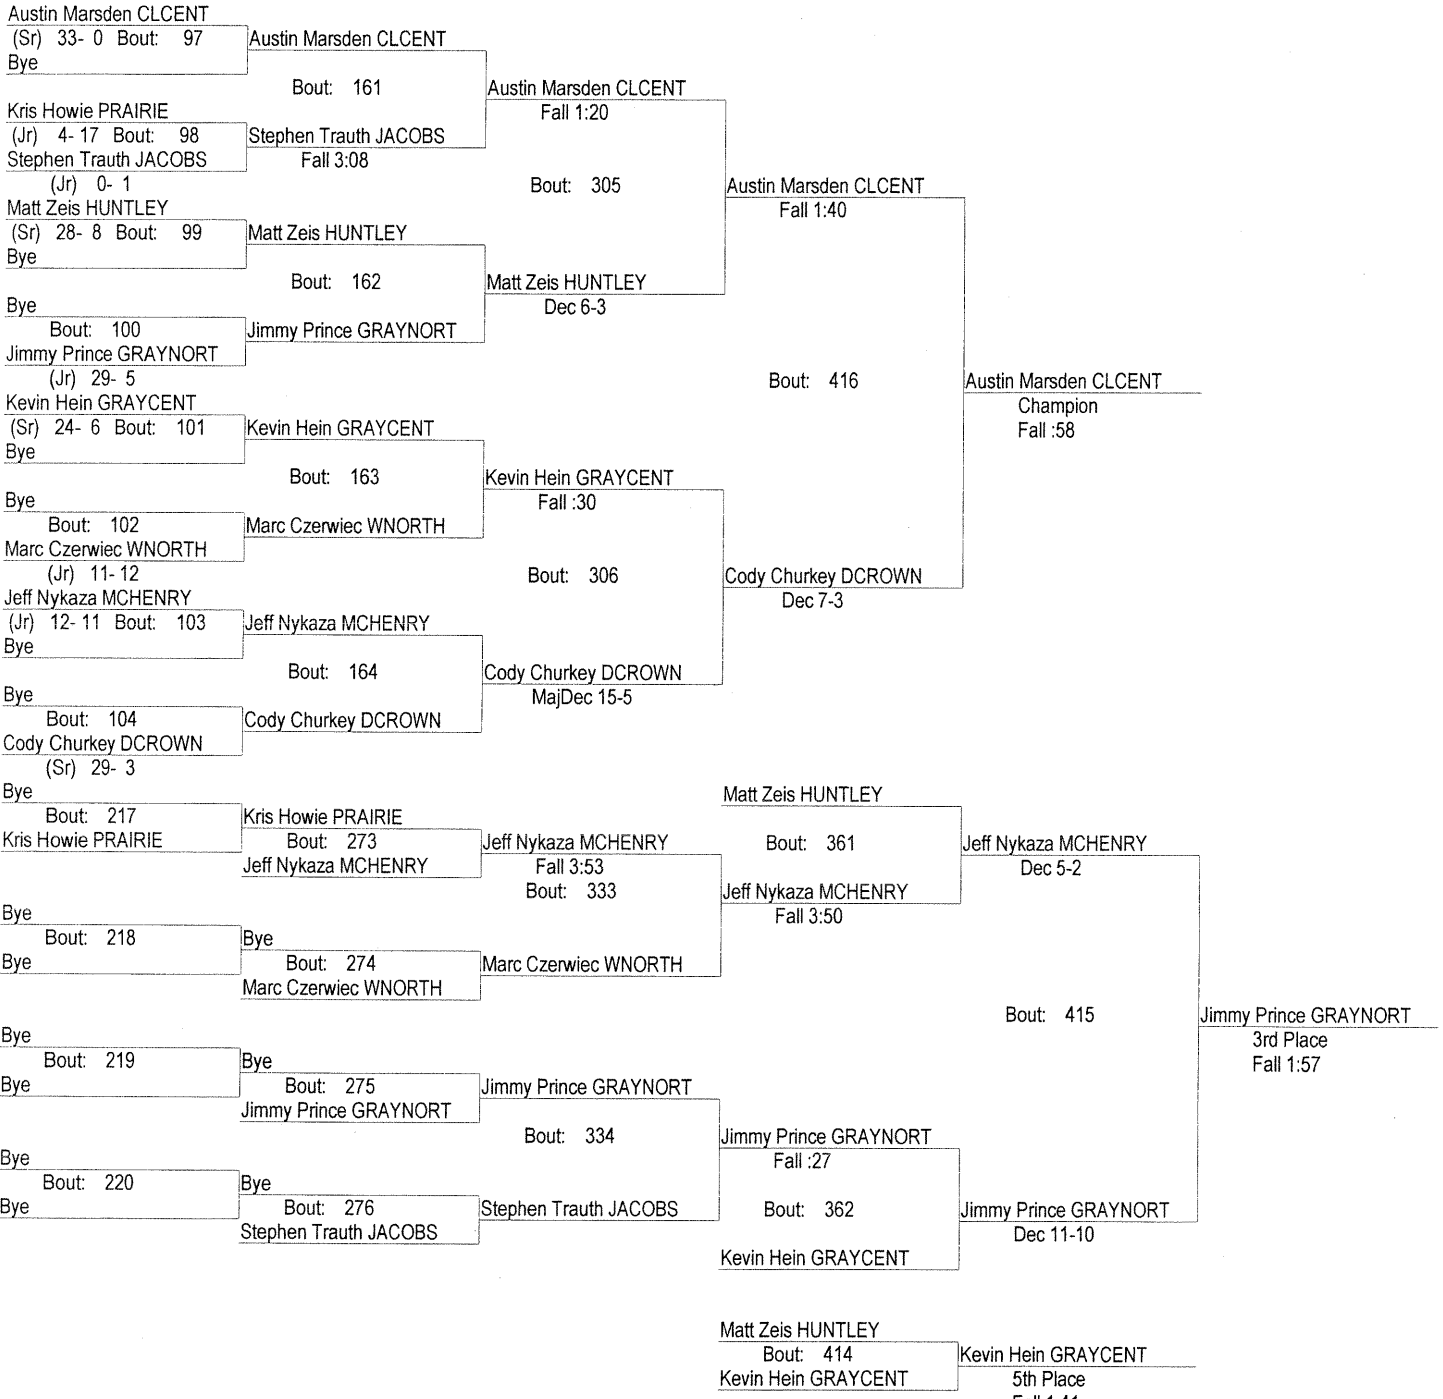 Austin Marsden CLCENT
(Sr) 33- 0 Bout: 97
Bye
Austin Marsden CLCENT
Bout: 161
Kris Howie PRAIRIE
(Jr) 4- 17 Bout: 98
Stephen Trauth JACOBS
(Jr) 0- 1
Stephen Trauth JACOBS
Fall 3:08
Austin Marsden CLCENT
Fall 1:20
Bout: 305
Matt Zeis HUNTLEY
(Sr) 28- 8 Bout: 99
Bye
Matt Zeis HUNTLEY
Bout: 162
Bye
Bout: 100
Jimmy Prince GRAYNORT
(Jr) 29- 5
Jimmy Prince GRAYNORT
Matt Zeis HUNTLEY
Dec 6-3
Austin Marsden CLCENT
Fall 1:40
Bout: 416
Kevin Hein GRAYCENT
(Sr) 24- 6 Bout: 101
Bye
Kevin Hein GRAYCENT
Bout: 163
Bye
Bout: 102
Marc Czerwiec WNORTH
(Jr) 11- 12
Marc Czerwiec WNORTH
Kevin Hein GRAYCENT
Fall :30
Bout: 306
Jeff Nykaza MCHENRY
(Jr) 12- 11 Bout: 103
Bye
Jeff Nykaza MCHENRY
Bout: 164
Bye
Bout: 104
Cody Churkey DCROWN
(Sr) 29- 3
Cody Churkey DCROWN
Cody Churkey DCROWN
MajDec 15-5
Cody Churkey DCROWN
Dec 7-3
Austin Marsden CLCENT
Champion
Fall :58
Bye
Bout: 217
Kris Howie PRAIRIE
Kris Howie PRAIRIE
Bout: 273
Jeff Nykaza MCHENRY
Jeff Nykaza MCHENRY
Fall 3:53
Bout: 333
Bye
Bout: 218
Bye
Bye
Bout: 274
Marc Czerwiec WNORTH
Marc Czerwiec WNORTH
Matt Zeis HUNTLEY
Bout: 361
Jeff Nykaza MCHENRY
Fall 3:50
Jeff Nykaza MCHENRY
Dec 5-2
Bout: 415
Bye
Bout: 219
Bye
Bye
Bout: 275
Jimmy Prince GRAYNORT
Jimmy Prince GRAYNORT
Bout: 334
Bye
Bout: 220
Bye
Bye
Bout: 276
Stephen Trauth JACOBS
Stephen Trauth JACOBS
Jimmy Prince GRAYNORT
Fall :27
Bout: 362
Kevin Hein GRAYCENT
Jimmy Prince GRAYNORT
Dec 11-10
Jimmy Prince GRAYNORT
3rd Place
Fall 1:57
Matt Zeis HUNTLEY
Bout: 414
Kevin Hein GRAYCENT
Kevin Hein GRAYCENT
5th Place